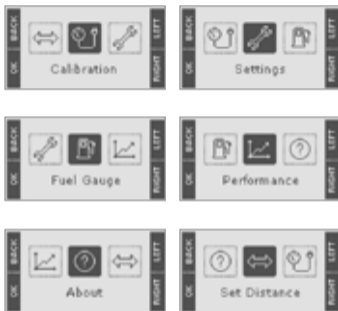 BACK LEFT BACK LEFT
OK RIGHT OK RIGHT
Calibration Settings
BACK LEFT BACK LEFT
OK RIGHT OK RIGHT
Fuel Gauge Performance
BACK LEFT BACK LEFT
OK RIGHT OK RIGHT
About Set Distance